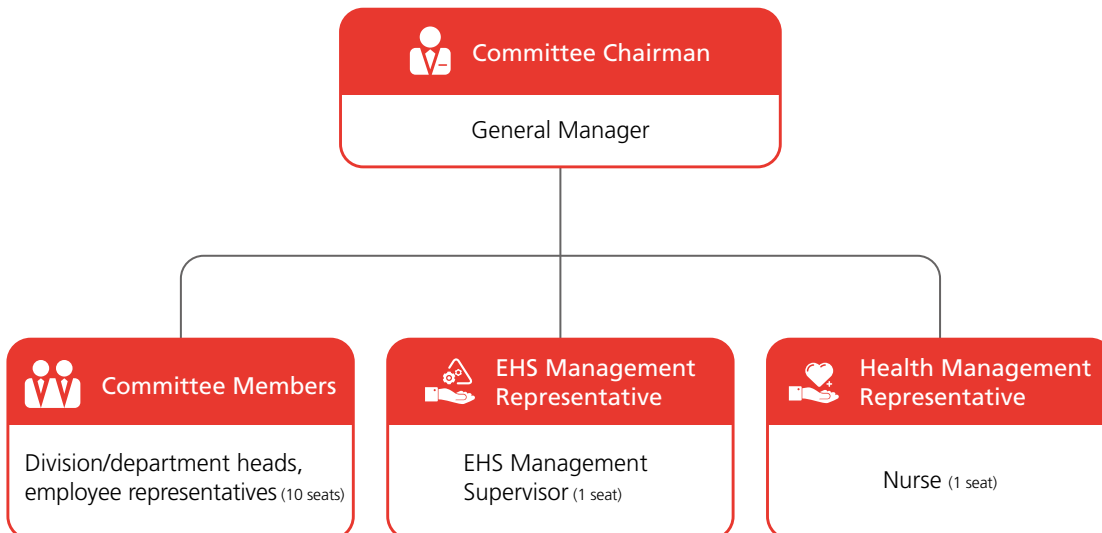 Committee Chairman
General Manager
Committee Members
Division/department heads,
employee representatives (10 seats)
EHS Management
Representative
EHS Management
Supervisor (1 seat)
Health Management
Representative
Nurse (1 seat)